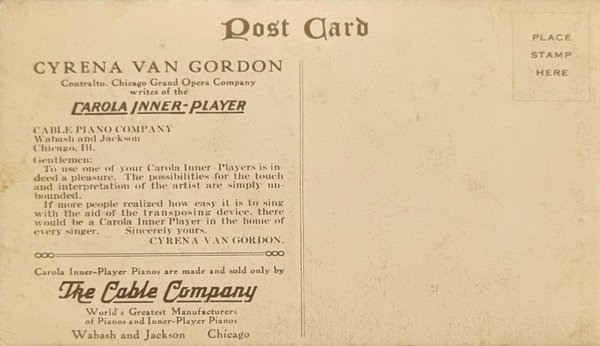 Post Card
CYRENA VAN GORDON
Contralto, Chicago Grand Opera Company
writes of the
CAROLA INNER-PLAYER
CABLE PIANO COMPANY
Wabash and Jackson
Chicago, Ill.
Gentlemen:
To use one of your Carola Inner-Players is in-
deed a pleasure. The possibilities for the touch
and interpretation of the artist are simply un-
bounded.
If more people realized how easy it is to sing
with the aid of the transposing device, there
would be a Carola Inner Player in the home of
every singer. Sincerely yours,
CYRENA VAN GORDON.
Carola Inner-Player Pianos are made and sold only by
The Cable Company
World's Greatest Manufacturers
of Pianos and Inner-Player Pianos
Wabash and Jackson Chicago
PLACE
STAMP
HERE